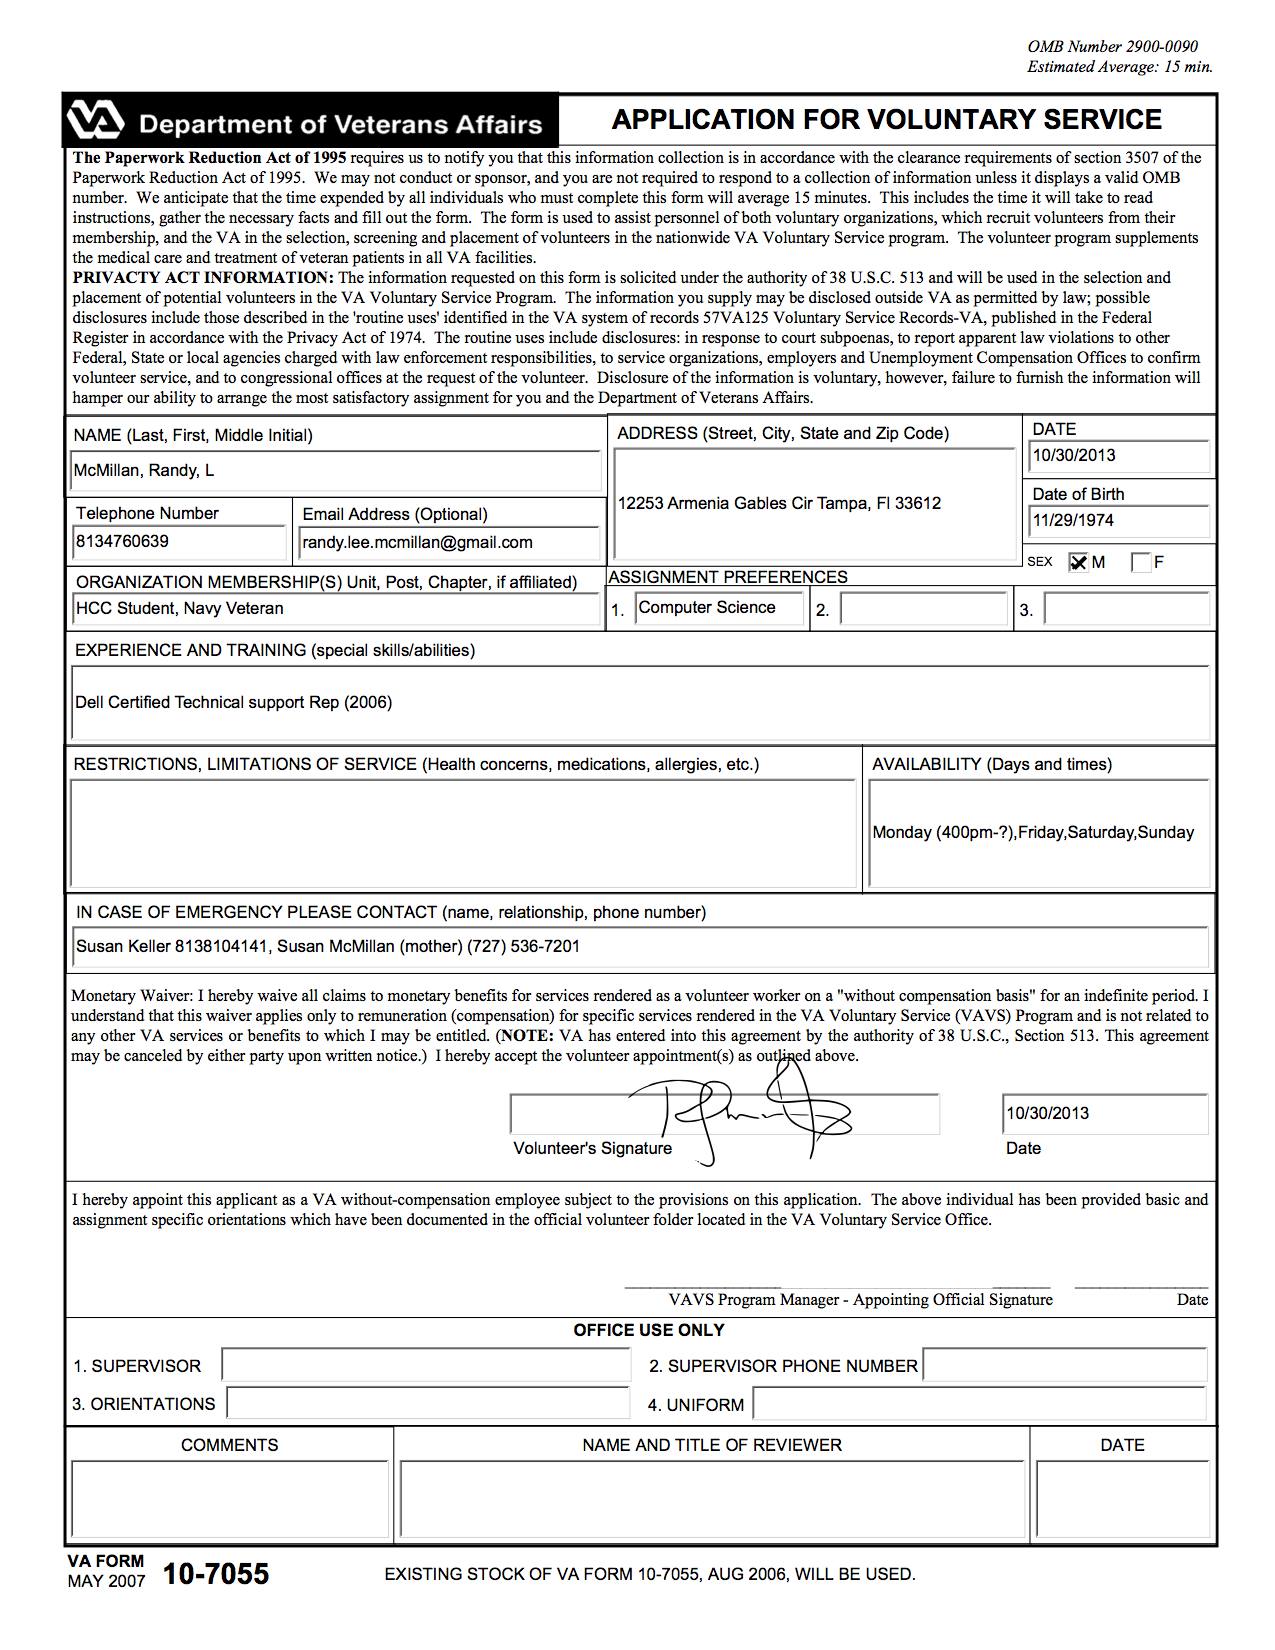 OMB Number 2900-0090
Estimated Average: 15 min.
VA Department of Veterans Affairs
APPLICATION FOR VOLUNTARY SERVICE
The Paperwork Reduction Act of 1995 requires us to notify you that this information collection is in accordance with the clearance requirements of section 3507 of the
Paperwork Reduction Act of 1995. We may not conduct or sponsor, and you are not required to respond to a collection of information unless it displays a valid OMB
number. We anticipate that the time expended by all individuals who must complete this form will average 15 minutes. This includes the time it will take to read
instructions, gather the necessary facts and fill out the form. The form is used to assist personnel of both voluntary organizations, which recruit volunteers from their
membership, and the VA in the selection, screening and placement of volunteers in the nationwide VA Voluntary Service program. The volunteer program supplements
the medical care and treatment of veteran patients in all VA facilities.
PRIVACTY ACT INFORMATION: The information requested on this form is solicited under the authority of 38 U.S.C. 513 and will be used in the selection and
placement of potential volunteers in the VA Voluntary Service Program. The information you supply may be disclosed outside VA as permitted by law; possible
disclosures include those described in the 'routine uses' identified in the VA system of records 57VA125 Voluntary Service Records-VA, published in the Federal
Register in accordance with the Privacy Act of 1974. The routine uses include disclosures: in response to court subpoenas, to report apparent law violations to other
Federal, State or local agencies charged with law enforcement responsibilities, to service organizations, employers and Unemployment Compensation Offices to confirm
volunteer service, and to congressional offices at the request of the volunteer. Disclosure of the information is voluntary, however, failure to furnish the information will
hamper our ability to arrange the most satisfactory assignment for you and the Department of Veterans Affairs.
NAME (Last, First, Middle Initial)
McMillan, Randy, L
ADDRESS (Street, City, State and Zip Code)
12253 Armenia Gables Cir Tampa, Fl 33612
DATE
10/30/2013
Date of Birth
11/29/1974
SEX M F
Telephone Number
8134760639
Email Address (Optional)
randy.lee.mcmillan@gmail.com
ORGANIZATION MEMBERSHIP(S) Unit, Post, Chapter, if affiliated)
HCC Student, Navy Veteran
ASSIGNMENT PREFERENCES
1. Computer Science 2. 3.
EXPERIENCE AND TRAINING (special skills/abilities)
Dell Certified Technical support Rep (2006)
RESTRICTIONS, LIMITATIONS OF SERVICE (Health concerns, medications, allergies, etc.)
AVAILABILITY (Days and times)
Monday (400pm-?),Friday,Saturday,Sunday
IN CASE OF EMERGENCY PLEASE CONTACT (name, relationship, phone number)
Susan Keller 8138104141, Susan McMillan (mother) (727) 536-7201
Monetary Waiver: I hereby waive all claims to monetary benefits for services rendered as a volunteer worker on a "without compensation basis" for an indefinite period. I
understand that this waiver applies only to remuneration (compensation) for specific services rendered in the VA Voluntary Service (VAVS) Program and is not related to
any other VA services or benefits to which I may be entitled. (NOTE: VA has entered into this agreement by the authority of 38 U.S.C., Section 513. This agreement
may be canceled by either party upon written notice.) I hereby accept the volunteer appointment(s) as outlined above.
10/30/2013
Volunteer's Signature
Date
I hereby appoint this applicant as a VA without-compensation employee subject to the provisions on this application. The above individual has been provided basic and
assignment specific orientations which have been documented in the official volunteer folder located in the VA Voluntary Service Office.
VAVS Program Manager - Appointing Official Signature
Date
OFFICE USE ONLY
1. SUPERVISOR
2. SUPERVISOR PHONE NUMBER
3. ORIENTATIONS
4. UNIFORM
COMMENTS
NAME AND TITLE OF REVIEWER
DATE
VA FORM
MAY 2007
10-7055
EXISTING STOCK OF VA FORM 10-7055, AUG 2006, WILL BE USED.